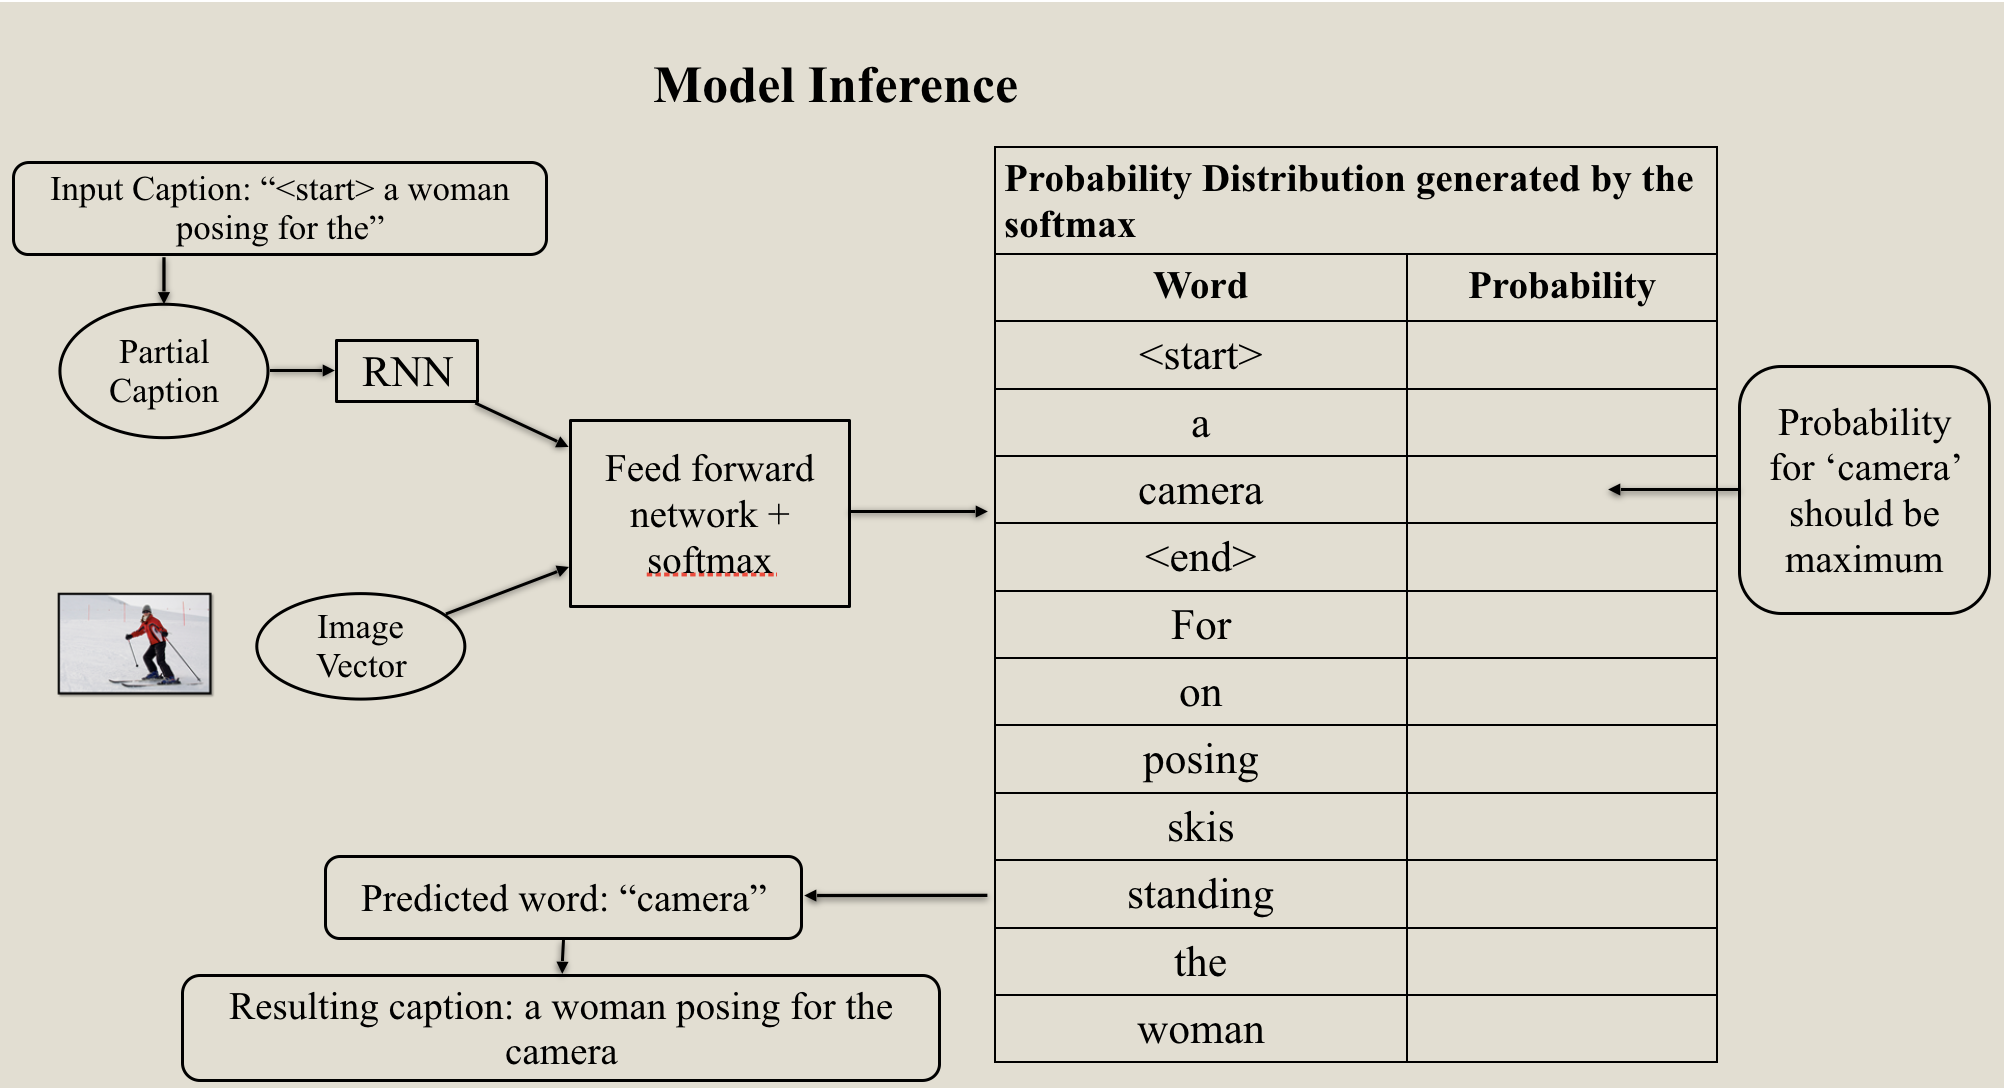 Model Inference
Input Caption: “<start> a woman
posing for the”
Partial
Caption
RNN
Feed forward
network +
softmax
Image
Vector
Probability Distribution generated by the
softmax
Word Probability
<start>
a
camera
<end>
For
on
posing
skis
standing
the
woman
Probability
for ‘camera’
should be
maximum
Predicted word: “camera”
Resulting caption: a woman posing for the
camera